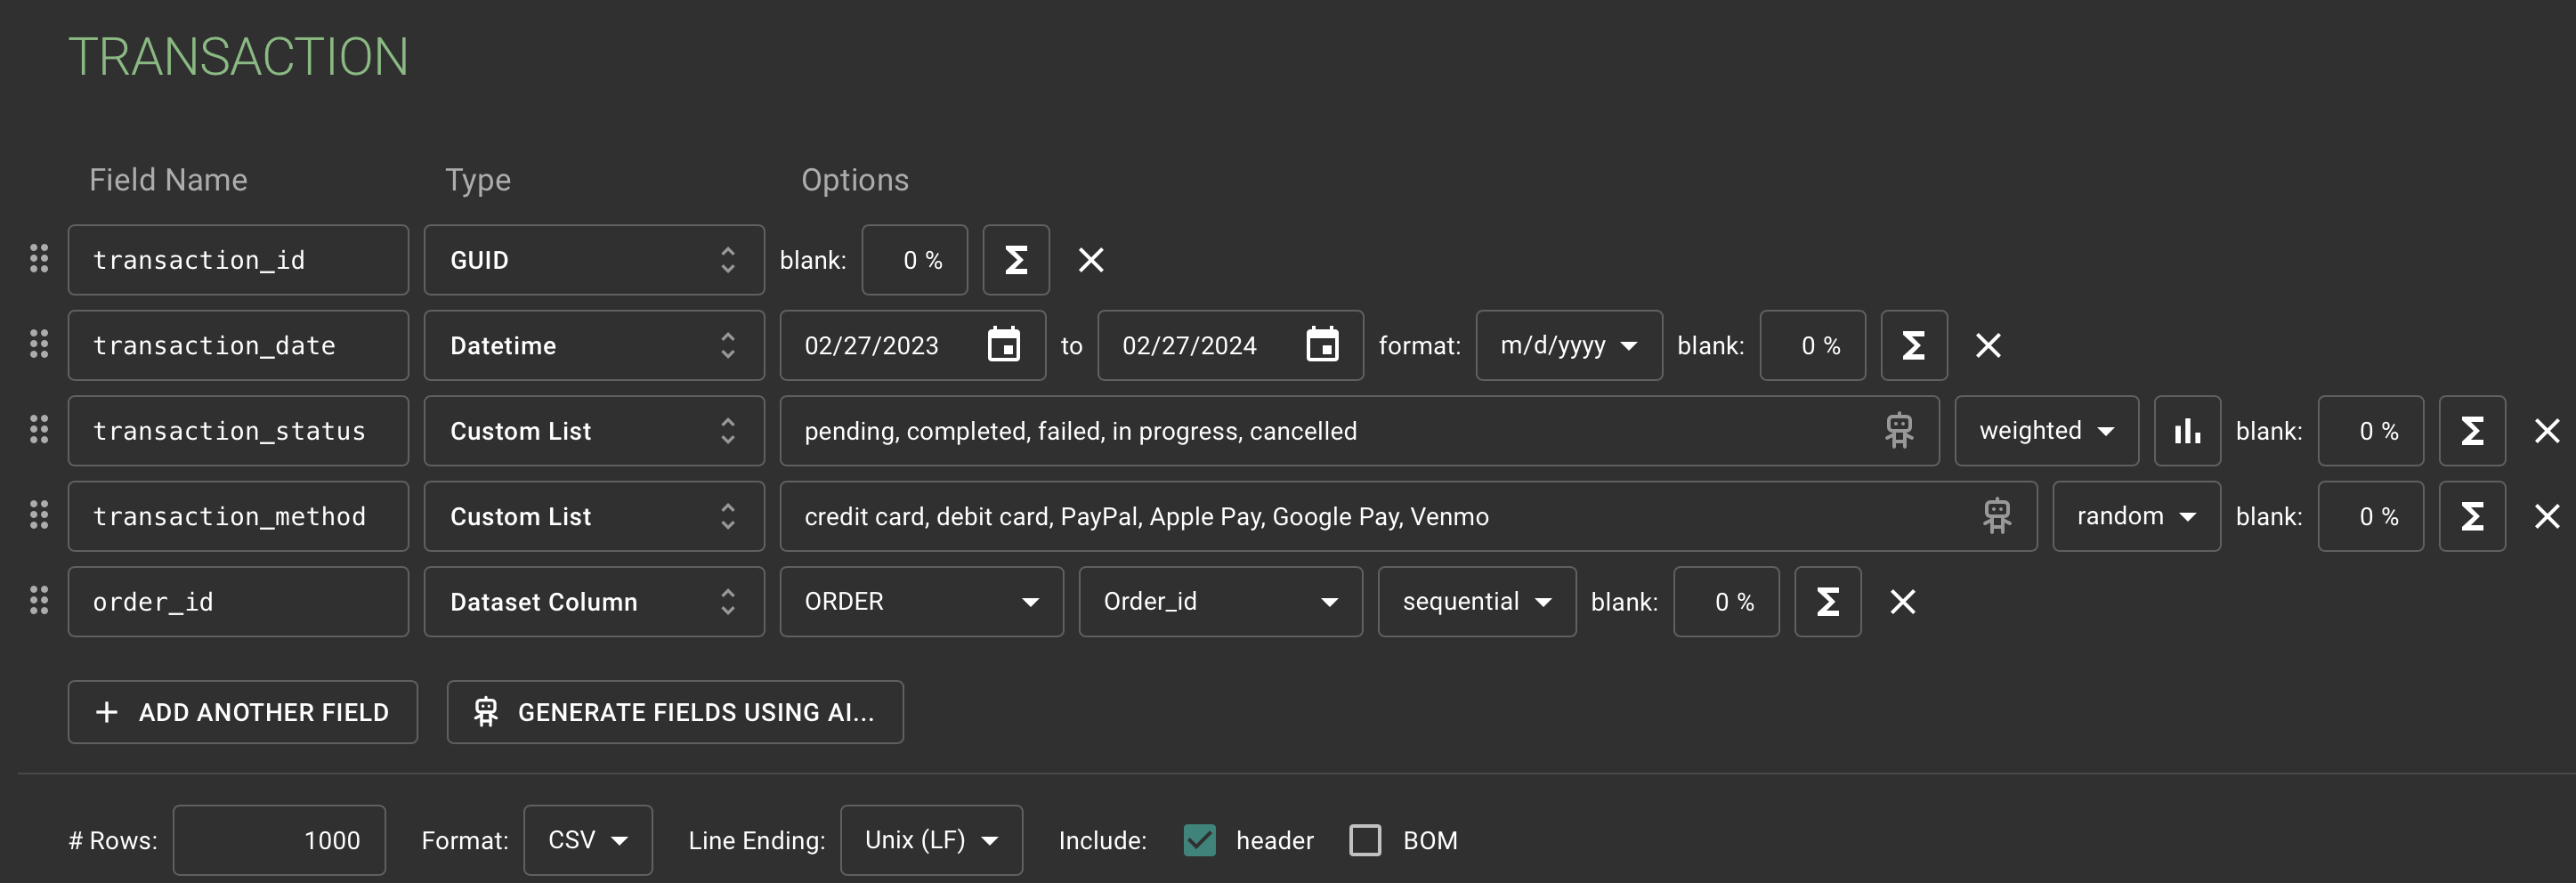 TRANSACTION
Field Name Type Options
transaction_id GUID blank: 0 % Σ
transaction_date Datetime 02/27/2023 to 02/27/2024 format: m/d/yyyy blank: 0 % Σ
transaction_status Custom List pending, completed, failed, in progress, cancelled weighted blank: 0 % Σ
transaction_method Custom List credit card, debit card, PayPal, Apple Pay, Google Pay, Venmo random blank: 0 % Σ
order_id Dataset Column ORDER Order_id sequential blank: 0 % Σ
+ ADD ANOTHER FIELD GENERATE FIELDS USING AI...
# Rows: 1000 Format: CSV Line Ending: Unix (LF) Include: header BOM